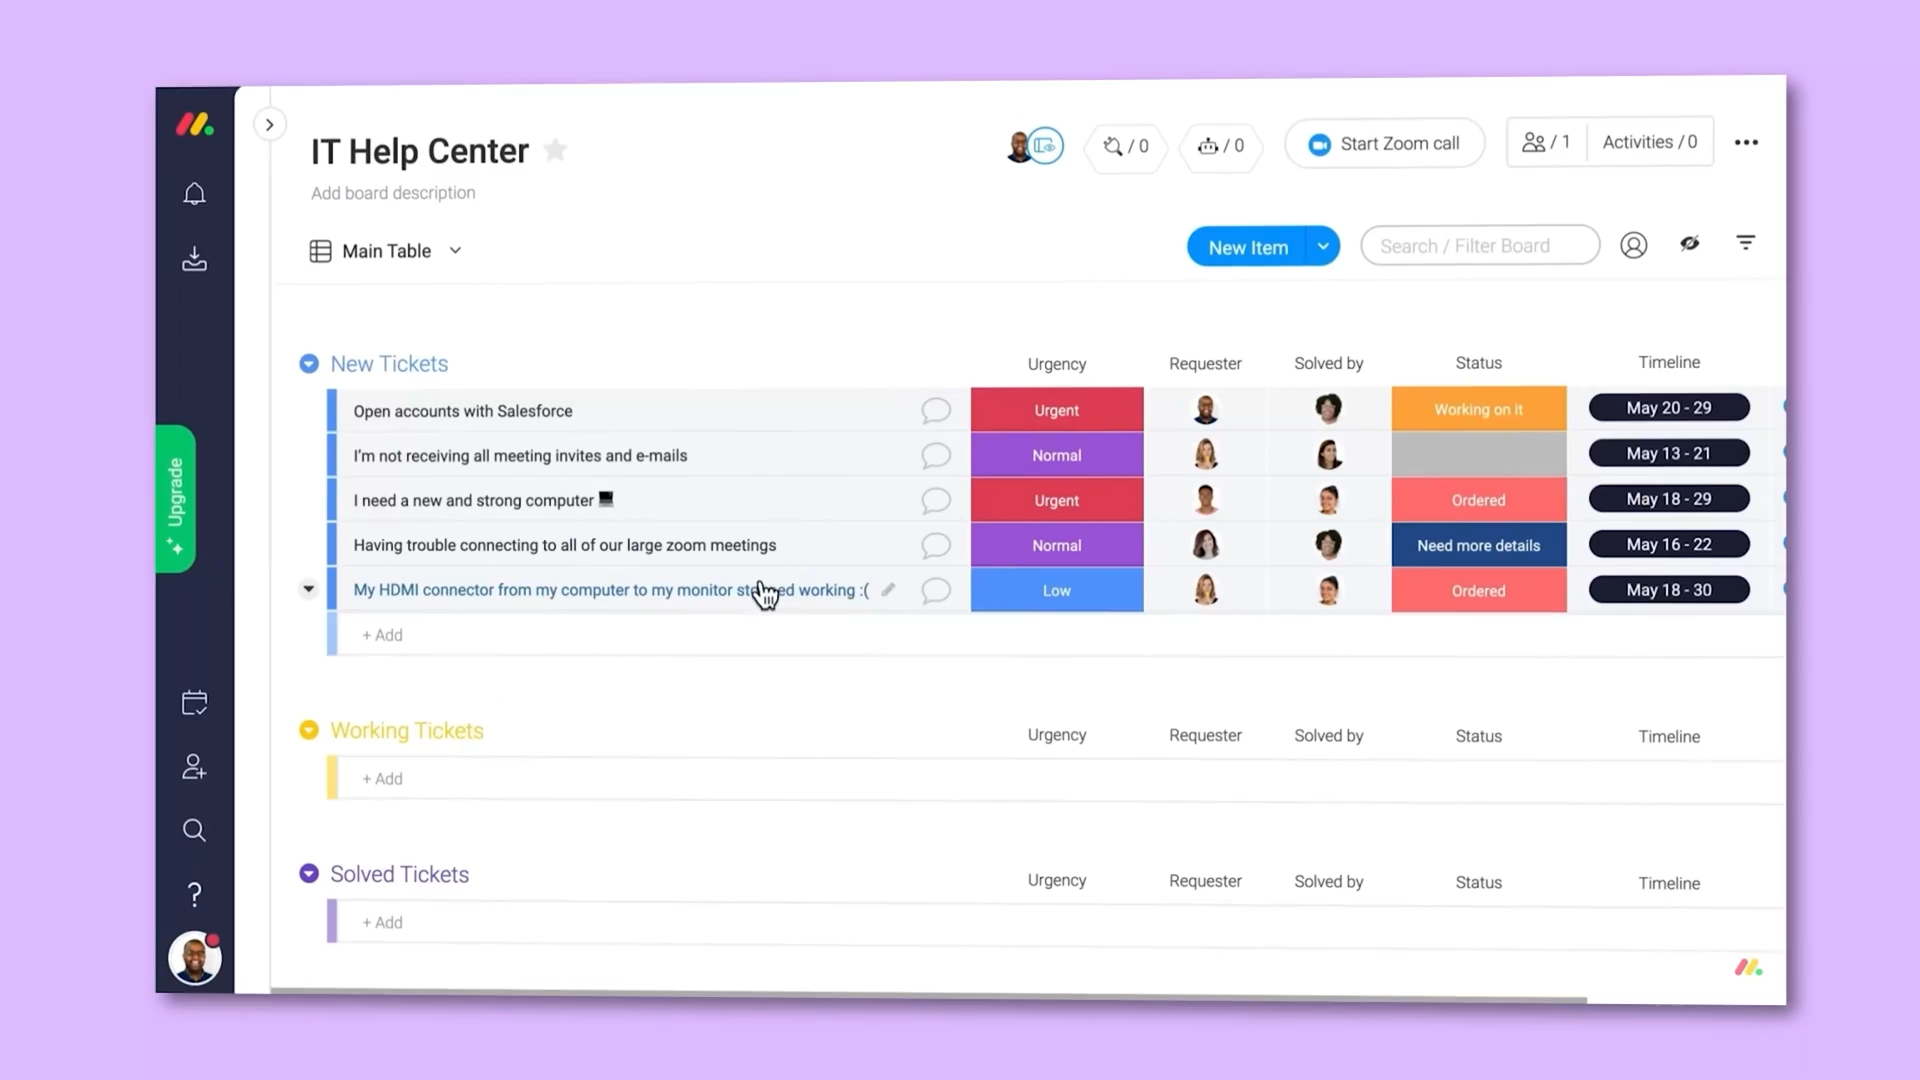 IT Help Center
/ 0
/ 0
Start Zoom call
/ 1
Activities / 0
Add board description
Main Table
New Item
Search / Filter Board
New Tickets
Urgency
Requester
Solved by
Status
Timeline
Open accounts with Salesforce
Urgent
Working on it
May 20 - 29
I'm not receiving all meeting invites and e-mails
Normal
May 13 - 21
Upgrade
I need a new and strong computer
Urgent
Ordered
May 18 - 29
Having trouble connecting to all of our large zoom meetings
Normal
Need more details
May 16 - 22
My HDMI connector from my computer to my monitor working :(
Low
Ordered
May 18 - 30
+ Add
Working Tickets
Urgency
Requester
Solved by
Status
Timeline
+ Add
Solved Tickets
Urgency
Requester
Solved by
Status
Timeline
+ Add